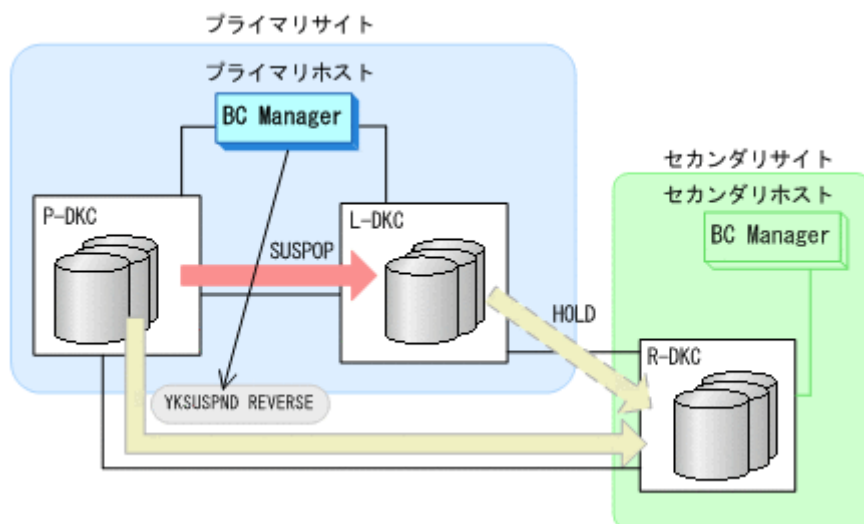 プライマリサイト
プライマリホスト
BC Manager
セカンダリサイト
セカンダリホスト
P-DKC
L-DKC
BC Manager
SUSPOP
HOLD
R-DKC
YKSUSPND REVERSE